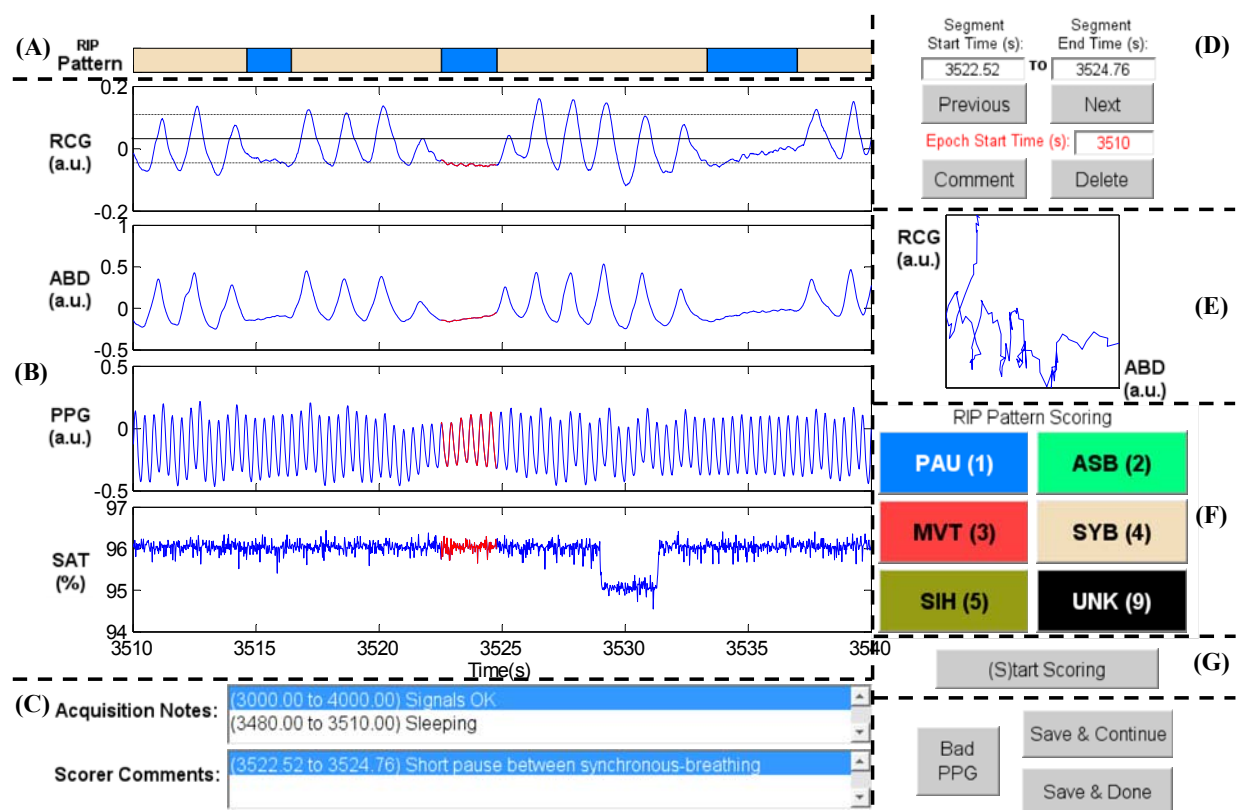 (A)
RIP
Pattern
0.2
RCG
(a.u.)
0
-0.2
1
ABD
(a.u.)
0.5
0
-0.5
(B)
0.5
PPG
(a.u.)
0
-0.5
97
96
SAT
(%)
95
94
3510 3515 3520 3525 3530 3535 3540
Time(s)
(C)
Acquisition Notes:
(3000.00 to 4000.00) Signals OK
(3480.00 to 3510.00) Sleeping
Scorer Comments:
(3522.52 to 3524.76) Short pause between synchronous-breathing
(D)
Segment
Start Time (s):
Segment
End Time (s):
3522.52 TO 3524.76
Previous Next
Epoch Start Time (s): 3510
Comment Delete
RCG
(a.u.)
(E)
ABD
(a.u.)
RIP Pattern Scoring
PAU (1) ASB (2)
MVT (3) SYB (4)
(F)
SIH (5) UNK (9)
(S)tart Scoring
(G)
Bad
PPG
Save & Continue
Save & Done